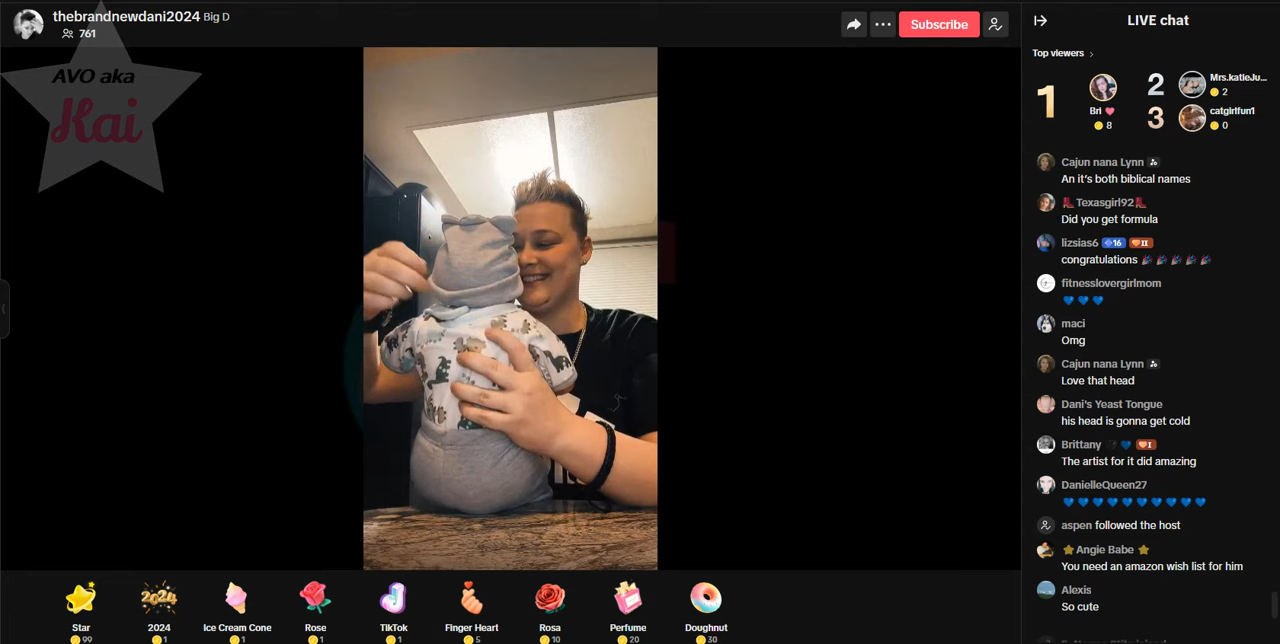 thebrandnewdani2024 Big D
761
Subscribe
LIVE chat
AVO aka
Kai
Top viewers
1
Bri
8
2
Mrs.katieJu...
2
3
catgirlfun1
0
Cajun nana Lynn
An it's both biblical names
Texasgirl92
Did you get formula
lizsias6 16 II
congratulations
fitnesslovergirlmom
maci
Omg
Cajun nana Lynn
Love that head
Dani's Yeast Tongue
his head is gonna get cold
Brittany I
The artist for it did amazing
DanielleQueen27
aspen followed the host
Angie Babe
You need an amazon wish list for him
Alexis
So cute
2024
Star
99
2024
1
Ice Cream Cone
1
Rose
1
TikTok
1
Finger Heart
5
Rosa
10
Perfume
20
Doughnut
30